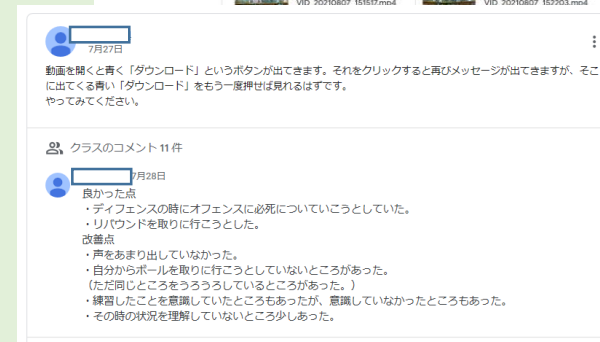 VID_20210807_151517.mp4
VID_20210807_152203.mp4
7月27日
動画を開くと青く「ダウンロード」というボタンが出てきます。それをクリックすると再びメッセージが出てきますが、そこ
に出てくる青い「ダウンロード」をもう一度押せば見れるはずです。
やってみてください。
クラスのコメント 11 件
7月28日
良かった点
・ディフェンスの時にオフェンスに必死についていこうとしていた。
・リバウンドを取りに行こうとした。
改善点
・声をあまり出していなかった。
・自分からボールを取りに行こうとしていないところがあった。
（ただ同じところをうろうろしているところがあった。）
・練習したことを意識していたところもあったが、意識していなかったところもあった。
・その時の状況を理解していないところ少しあった。